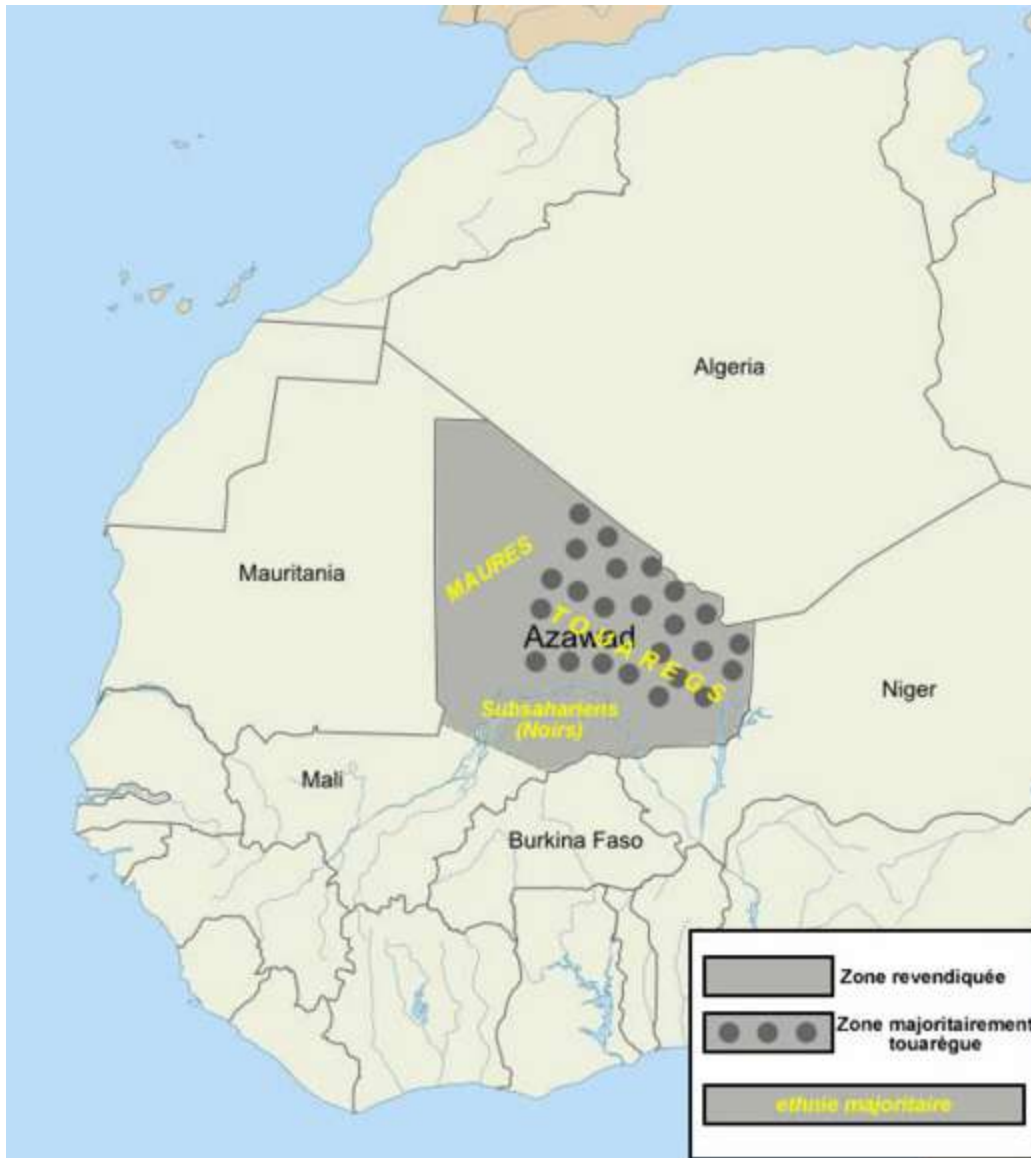 Algeria
MAURES
Mauritania
TOUAREGS
Azawad
Niger
Subsahariens
(Noirs)
Mali
Burkina Faso
Zone revendiquée
Zone majoritairement
touarègue
ethnie majoritaire